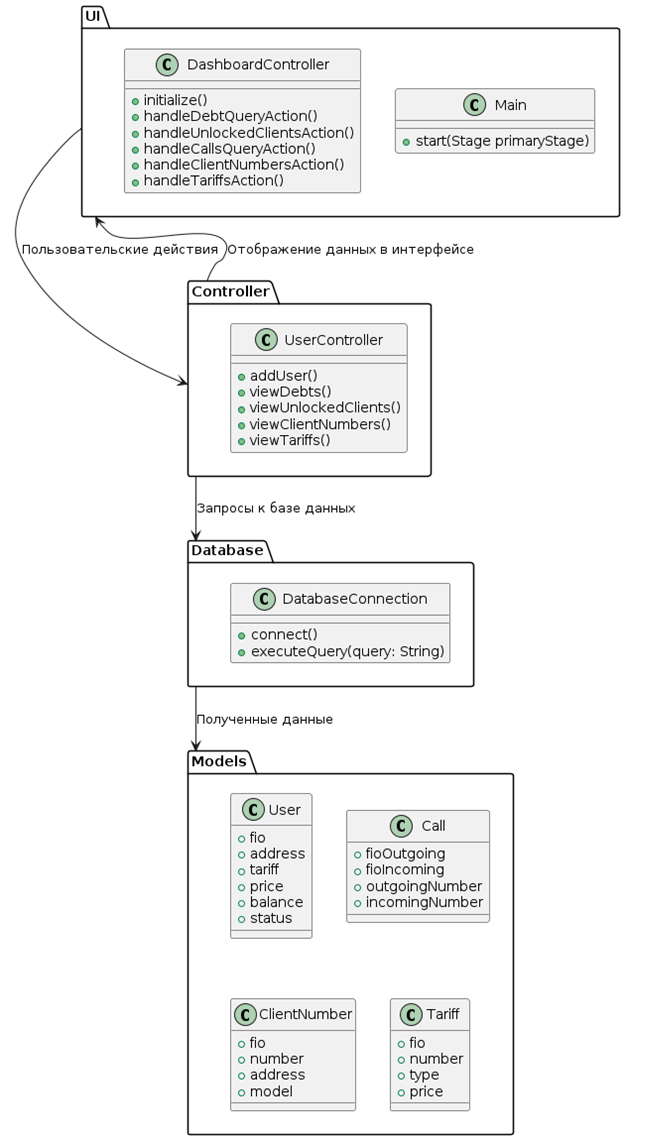 UI
C DashboardController
initialize()
handleDebtQueryAction()
handleUnlockedClientsAction()
handleCallsQueryAction()
handleClientNumbersAction()
handleTariffsAction()
C Main
start(Stage primaryStage)
Пользовательские действия
Отображение данных в интерфейсе
Controller
C UserController
addUser()
viewDebts()
viewUnlockedClients()
viewClientNumbers()
viewTariffs()
Запросы к базе данных
Database
C DatabaseConnection
connect()
executeQuery(query: String)
Полученные данные
Models
C User
fio
address
tariff
price
balance
status
C Call
fioOutgoing
fioIncoming
outgoingNumber
incomingNumber
C ClientNumber
fio
number
address
model
C Tariff
fio
number
type
price